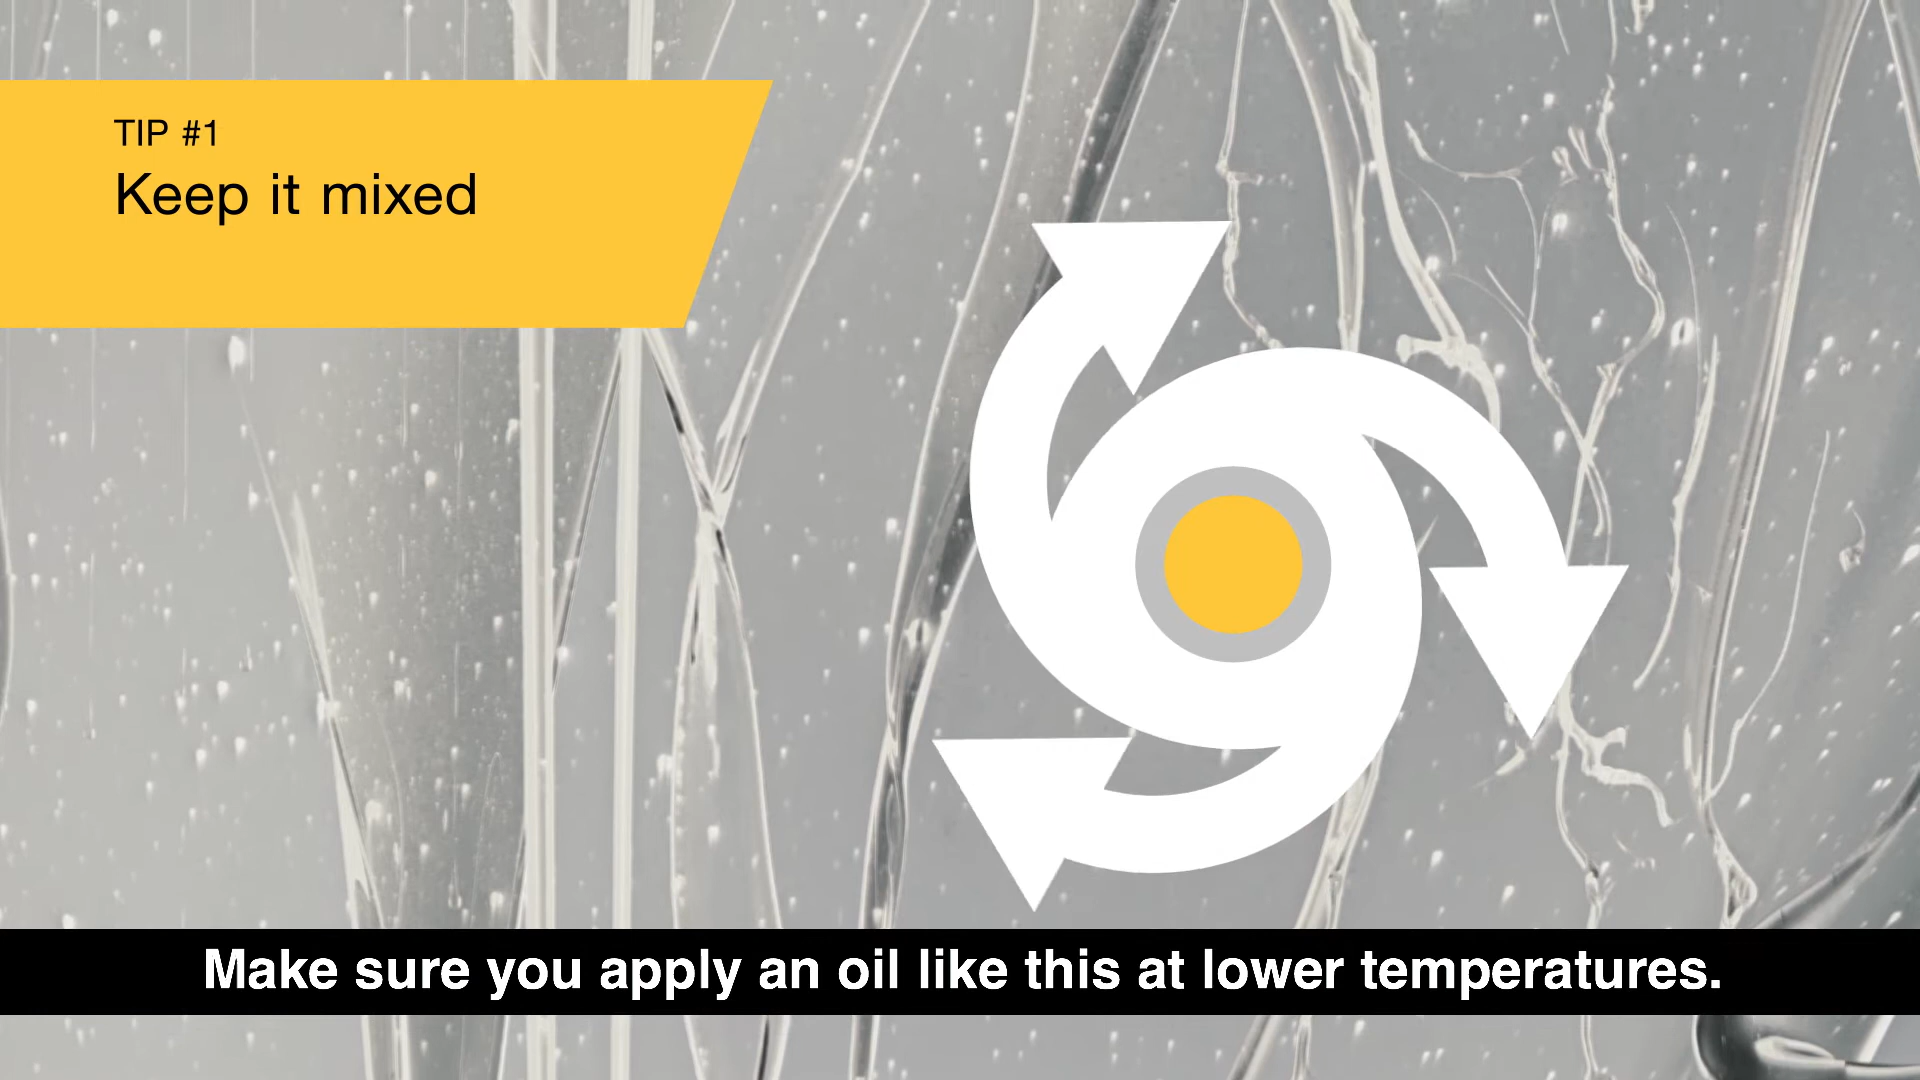 TIP #1
Keep it mixed
Make sure you apply an oil like this at lower temperatures.